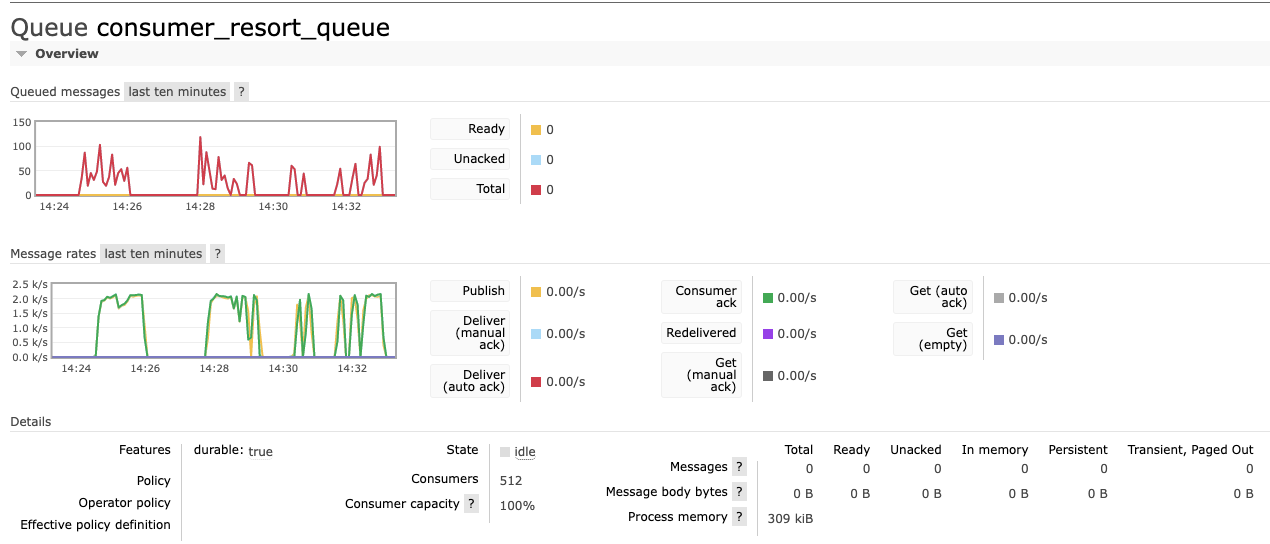 Queue consumer_resort_queue
Overview
Queued messages last ten minutes ?
150
100
50
0
14:24 14:26 14:28 14:30 14:32
Ready 0
Unacked 0
Total 0
Message rates last ten minutes ?
2.5 k/s
2.0 k/s
1.5 k/s
1.0 k/s
0.5 k/s
0.0 k/s
14:24 14:26 14:28 14:30 14:32
Publish 0.00/s
Deliver
(manual
ack)
0.00/s
Deliver
(auto ack)
0.00/s
Consumer
ack
0.00/s
Redelivered 0.00/s
Get
(manual
ack)
0.00/s
Get (auto
ack)
0.00/s
Get
(empty)
0.00/s
Details
Features durable: true
Policy
Operator policy
Effective policy definition
State idle
Consumers 512
Consumer capacity ? 100%
Total Ready Unacked In memory Persistent Transient, Paged Out
Messages ? 0 0 0 0 0 0
Message body bytes ? 0 B 0 B 0 B 0 B 0 B 0 B
Process memory ? 309 kiB